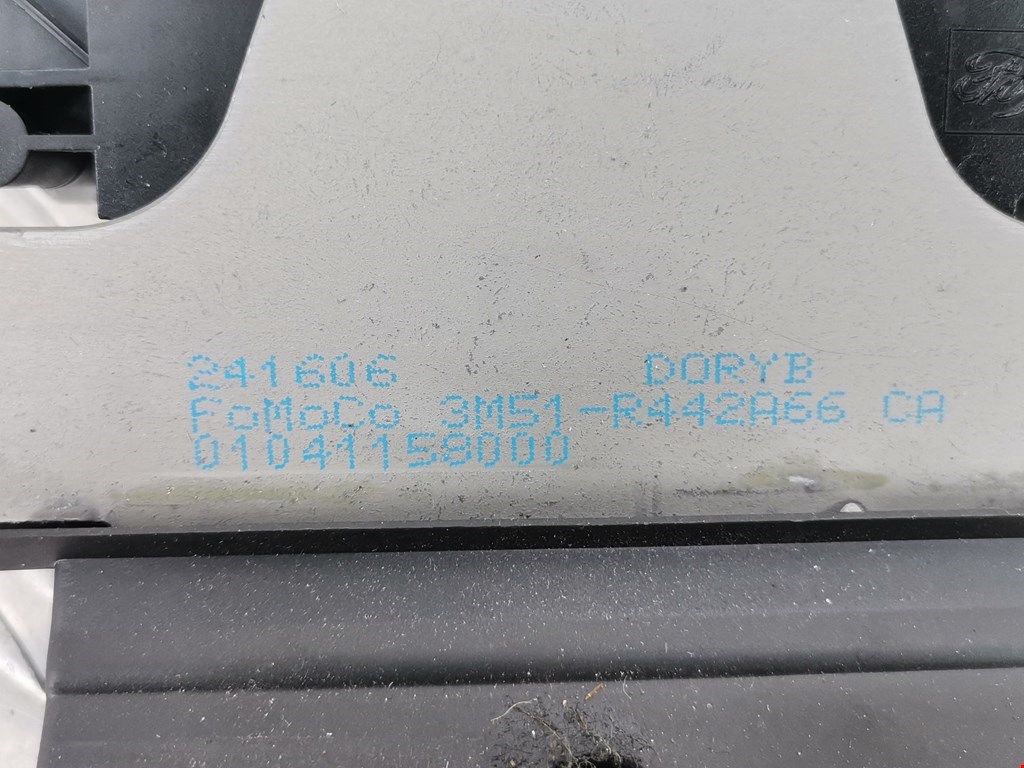 241606 DORYB
FoMoCo 3M51-R442A66 CA
01041158000